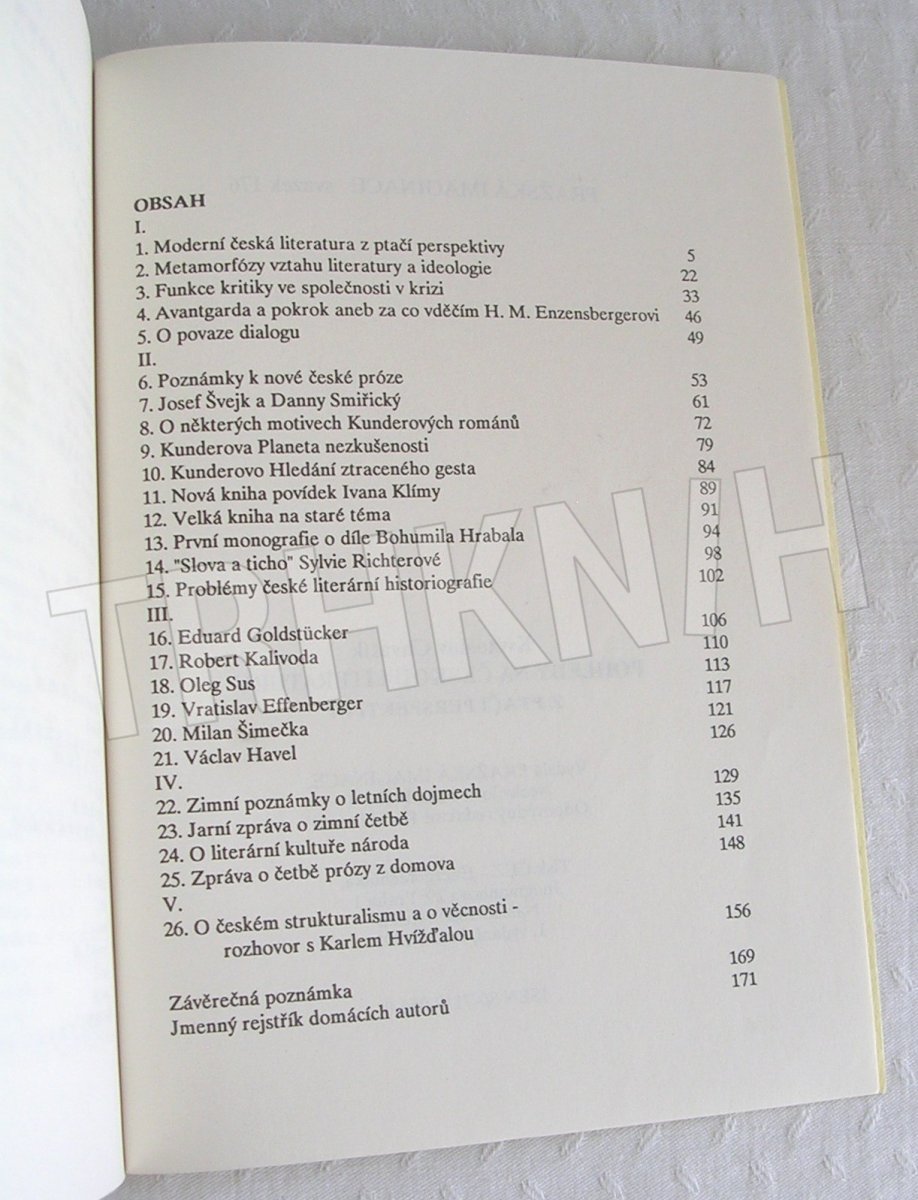 OBSAH
I.
1. Moderní česká literatura z ptačí perspektivy 5
2. Metamorfózy vztahu literatury a ideologie 22
3. Funkce kritiky ve společnosti v krizi 33
4. Avantgarda a pokrok aneb za co vděčím H. M. Enzensbergerovi 46
5. O povaze dialogu 49
II.
6. Poznámky k nové české próze 53
7. Josef Švejk a Danny Smiřický 61
8. O některých motivech Kunderových románů 72
9. Kunderova Planeta nezkušenosti 79
10. Kunderovo Hledání ztraceného gesta 84
11. Nová kniha povídek Ivana Klímy 89
12. Velká kniha na staré téma 91
13. První monografie o díle Bohumila Hrabala 94
14. "Slova a ticho" Sylvie Richterové 98
15. Problémy české literární historiografie 102
III.
16. Eduard Goldstücker 106
17. Robert Kalivoda 110
18. Oleg Sus 113
19. Vratislav Effenberger 117
20. Milan Šimečka 121
21. Václav Havel 126
IV.
22. Zimní poznámky o letních dojmech 129
23. Jarní zpráva o zimní četbě 135
24. O literární kultuře národa 141
25. Zpráva o četbě prózy z domova 148
V.
26. O českém strukturalismu a o věcnosti -
rozhovor s Karlem Hvížďalou 156
Závěrečná poznámka 169
Jmenný rejstřík domácích autorů 171
TRHKNIH